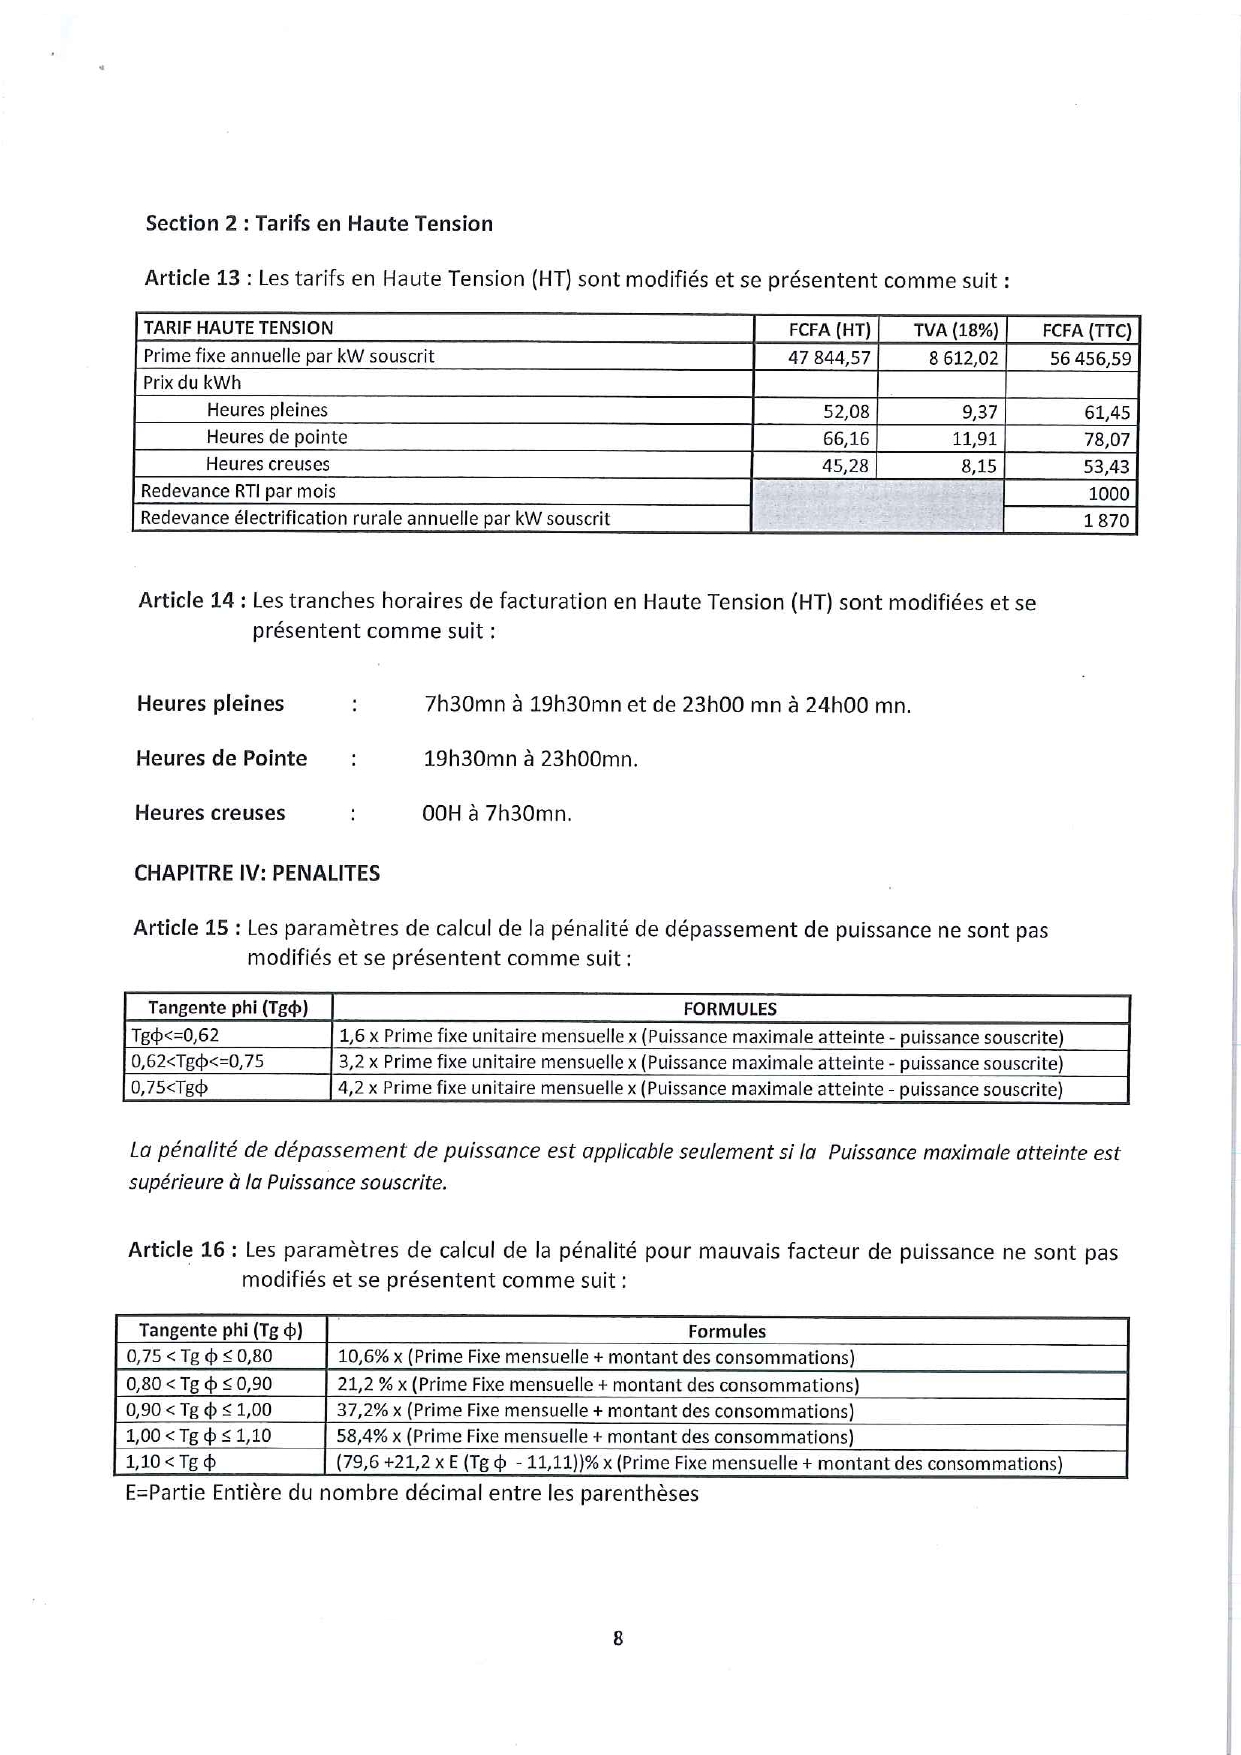 Section 2 : Tarifs en Haute Tension
Article 13 : Les tarifs en Haute Tension (HT) sont modifiés et se présentent comme suit :
TARIF HAUTE TENSION FCFA (HT) TVA (18%) FCFA (TTC)
Prime fixe annuelle par kW souscrit 47 844,57 8 612,02 56 456,59
Prix du kWh
Heures pleines 52,08 9,37 61,45
Heures de pointe 66,16 11,91 78,07
Heures creuses 45,28 8,15 53,43
Redevance RTI par mois 1000
Redevance électrification rurale annuelle par kW souscrit 1 870
Article 14 : Les tranches horaires de facturation en Haute Tension (HT) sont modifiées et se
présentent comme suit :
Heures pleines : 7h30mn à 19h30mn et de 23h00 mn à 24h00 mn.
Heures de Pointe : 19h30mn à 23h00mn.
Heures creuses : 00H à 7h30mn.
CHAPITRE IV: PENALITES
Article 15 : Les paramètres de calcul de la pénalité de dépassement de puissance ne sont pas
modifiés et se présentent comme suit :
Tangente phi (Tgϕ) FORMULES
Tgϕ<=0,62 1,6 x Prime fixe unitaire mensuelle x (Puissance maximale atteinte - puissance souscrite)
0,62<Tgϕ<=0,75 3,2 x Prime fixe unitaire mensuelle x (Puissance maximale atteinte - puissance souscrite)
0,75<Tgϕ 4,2 x Prime fixe unitaire mensuelle x (Puissance maximale atteinte - puissance souscrite)
La pénalité de dépassement de puissance est applicable seulement si la Puissance maximale atteinte est
supérieure à la Puissance souscrite.
Article 16 : Les paramètres de calcul de la pénalité pour mauvais facteur de puissance ne sont pas
modifiés et se présentent comme suit :
Tangente phi (Tg ϕ) Formules
0,75 < Tg ϕ ≤ 0,80 10,6% x (Prime Fixe mensuelle + montant des consommations)
0,80 < Tg ϕ ≤ 0,90 21,2 % x (Prime Fixe mensuelle + montant des consommations)
0,90 < Tg ϕ ≤ 1,00 37,2% x (Prime Fixe mensuelle + montant des consommations)
1,00 < Tg ϕ ≤ 1,10 58,4% x (Prime Fixe mensuelle + montant des consommations)
1,10 < Tg ϕ (79,6 +21,2 x E (Tg ϕ - 11,11))% x (Prime Fixe mensuelle + montant des consommations)
E=Partie Entière du nombre décimal entre les parenthèses
8